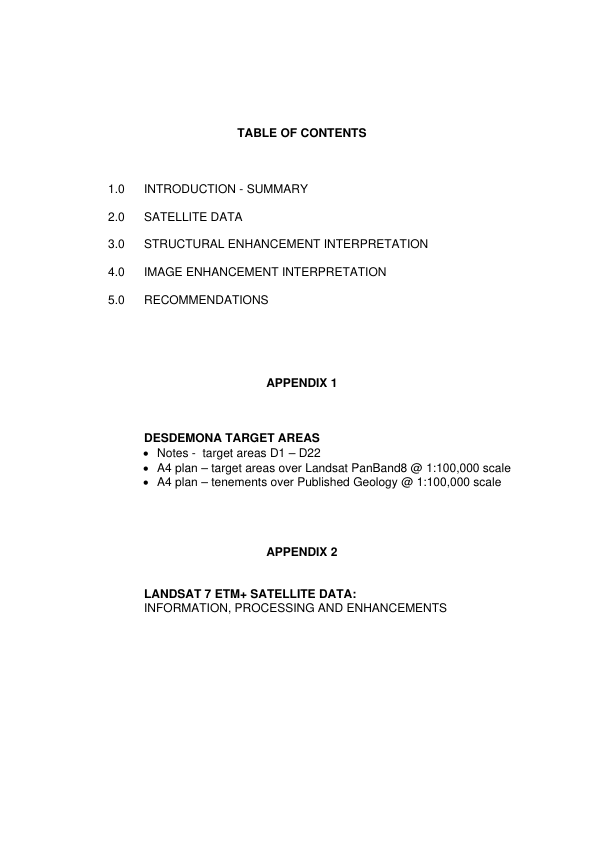 TABLE OF CONTENTS
1.0 INTRODUCTION - SUMMARY
2.0 SATELLITE DATA
3.0 STRUCTURAL ENHANCEMENT INTERPRETATION
4.0 IMAGE ENHANCEMENT INTERPRETATION
5.0 RECOMMENDATIONS
APPENDIX 1
DESDEMONA TARGET AREAS
• Notes - target areas D1 – D22
• A4 plan – target areas over Landsat PanBand8 @ 1:100,000 scale
• A4 plan – tenements over Published Geology @ 1:100,000 scale
APPENDIX 2
LANDSAT 7 ETM+ SATELLITE DATA:
INFORMATION, PROCESSING AND ENHANCEMENTS